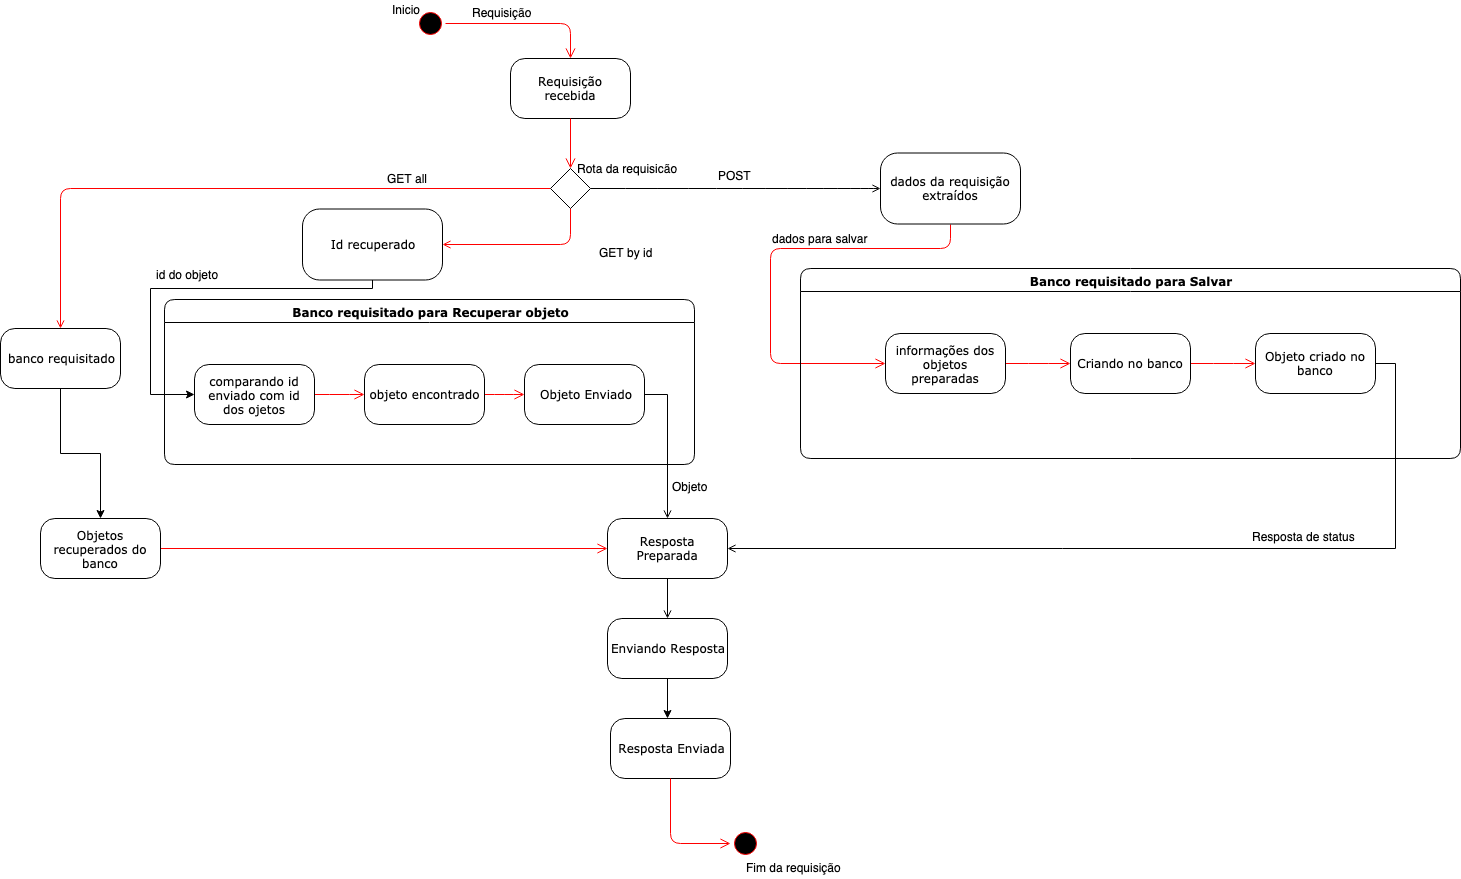 Inicio
Requisição
Requisição
recebida
Rota da requisicão
GET all
POST
dados da requisição
extraídos
Id recuperado
GET by id
dados para salvar
id do objeto
Banco requisitado para Salvar
Banco requisitado para Recuperar objeto
banco requisitado
informações dos
objetos
preparadas
Criando no banco
Objeto criado no
banco
comparando id
enviado com id
dos ojetos
objeto encontrado
Objeto Enviado
Objeto
Objetos
recuperados do
banco
Resposta
Preparada
Resposta de status
Enviando Resposta
Resposta Enviada
Fim da requisição